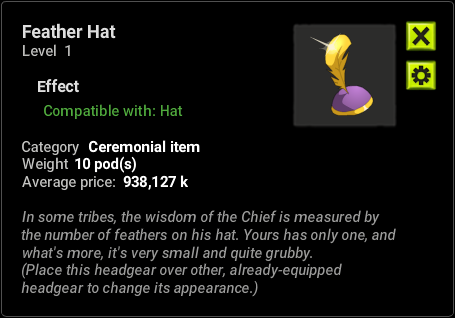 Feather Hat
Level 1
Effect
Compatible with: Hat
Category Ceremonial item
Weight 10 pod(s)
Average price: 938,127 k
In some tribes, the wisdom of the Chief is measured by
the number of feathers on his hat. Yours has only one, and
what's more, it's very small and quite grubby.
(Place this headgear over other, already-equipped
headgear to change its appearance.)